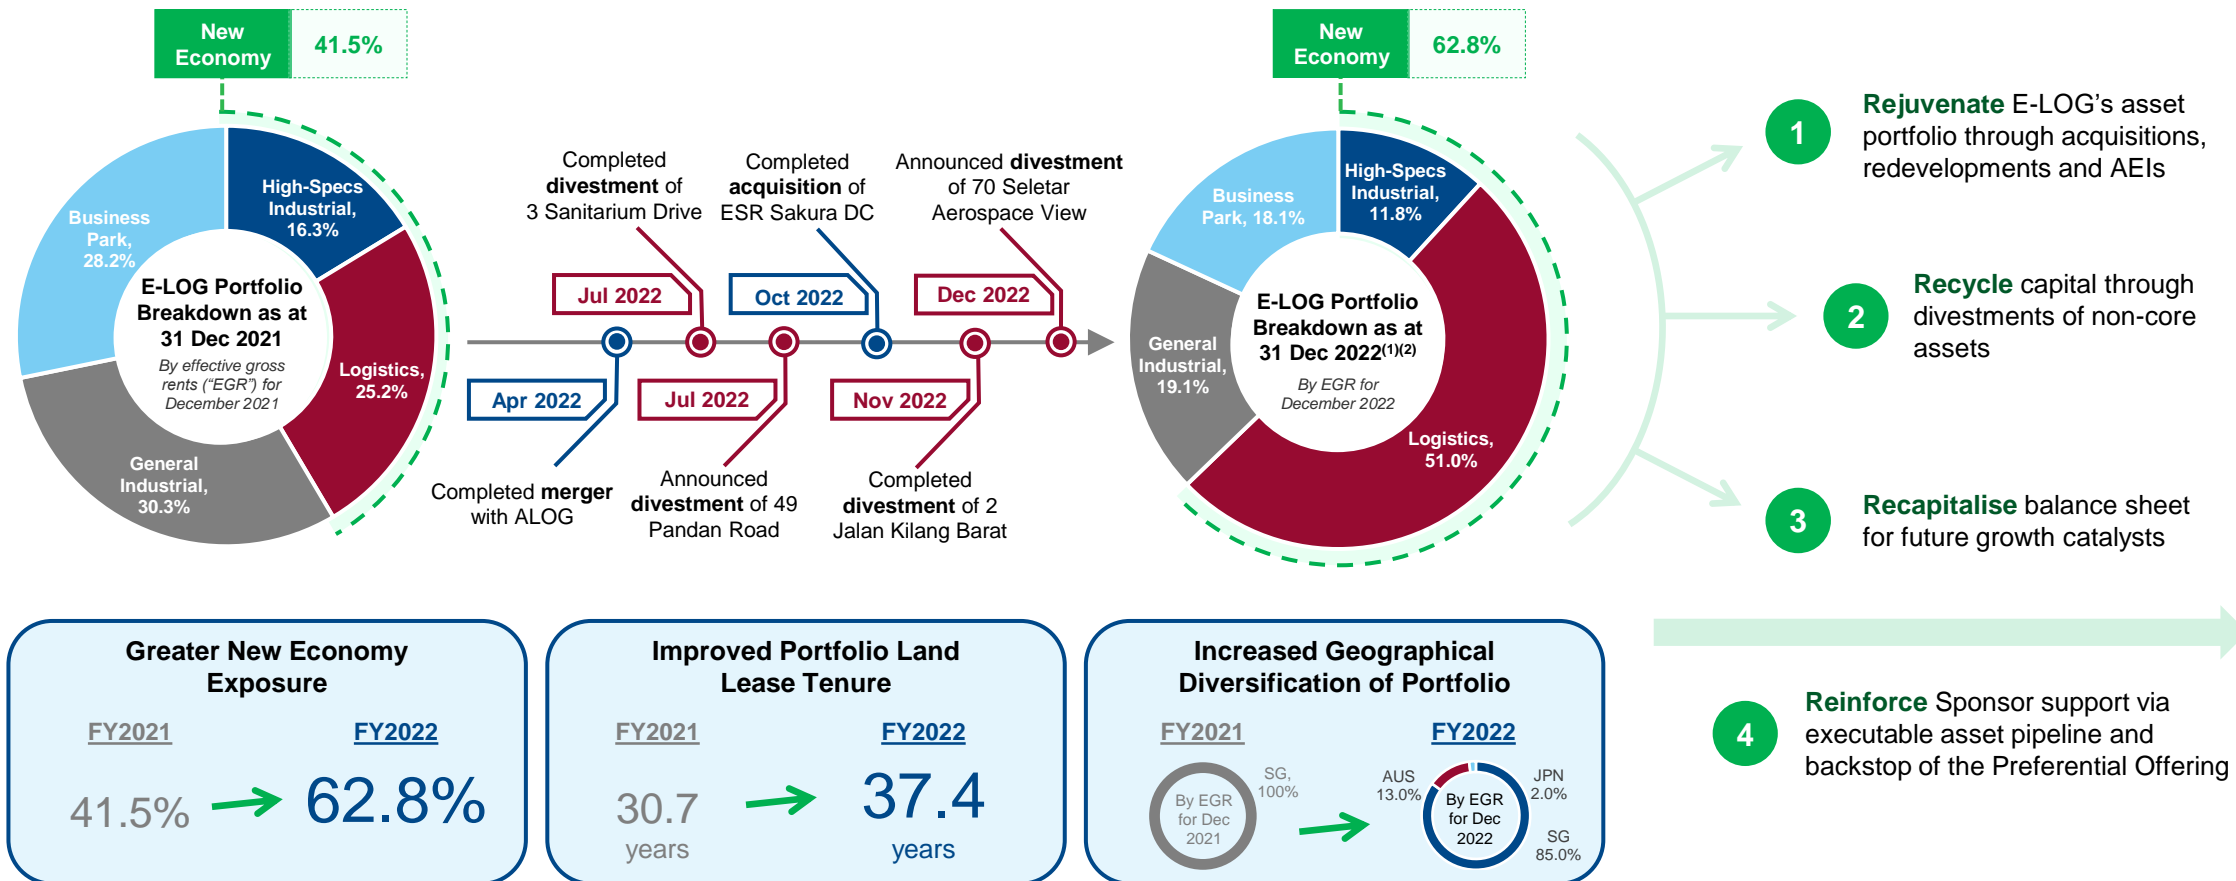 New
Economy
41.5%
High-Specs
Industrial,
16.3%
Business
Park,
28.2%
Logistics,
25.2%
General
Industrial,
30.3%
E-LOG Portfolio
Breakdown as at
31 Dec 2021
By effective gross
rents (“EGR”) for
December 2021
Completed
divestment of
3 Sanitarium Drive
Completed
acquisition of
ESR Sakura DC
Announced divestment
of 70 Seletar
Aerospace View
Jul 2022
Oct 2022
Dec 2022
Apr 2022
Jul 2022
Nov 2022
Completed merger
with ALOG
Announced
divestment of 49
Pandan Road
Completed
divestment of 2
Jalan Kilang Barat
New
Economy
62.8%
High-Specs
Industrial,
11.8%
Business
Park, 18.1%
General
Industrial,
19.1%
Logistics,
51.0%
E-LOG Portfolio
Breakdown as at
31 Dec 2022(1)(2)
By EGR for
December 2022
1
Rejuvenate E-LOG’s asset
portfolio through acquisitions,
redevelopments and AEIs
2
Recycle capital through
divestments of non-core
assets
3
Recapitalise balance sheet
for future growth catalysts
4
Reinforce Sponsor support via
executable asset pipeline and
backstop of the Preferential Offering
Greater New Economy
Exposure
FY2021
FY2022
41.5%
62.8%
Improved Portfolio Land
Lease Tenure
FY2021
FY2022
30.7
years
37.4
years
Increased Geographical
Diversification of Portfolio
FY2021
FY2022
SG,
100%
By EGR
for Dec
2021
AUS
13.0%
By EGR
for Dec
2022
JPN
2.0%
SG
85.0%